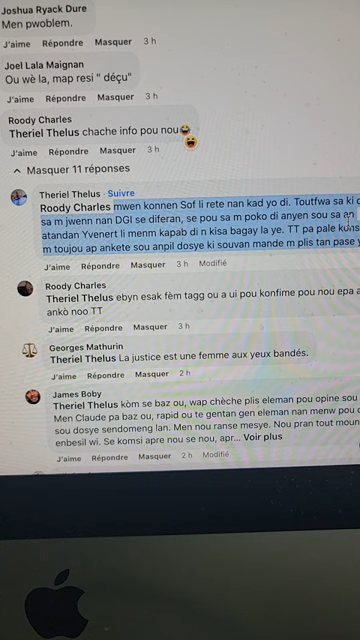 Joshua Ryack Dure
Men pwoblem.
J'aime Répondre Masquer 3 h
Joel Lala Maignan
Ou wè la, map resi " déçu"
J'aime Répondre Masquer 3 h
Roody Charles
Theriel Thelus chache info pou nou😂
J'aime Répondre Masquer 3 h
Masquer 11 réponses
Theriel Thelus · Suivre
Roody Charles mwen konnen Sof li rete nan kad yo di. Toutfwa sa ki
sa m jwenn nan DGI se diferan, se pou sa m poko di anyen sou sa an
atandan Yvenert li menm kapab di n kisa bagay la ye. TT pa pale
m toujou ap ankete sou anpil dosye ki souvan mande m plis tan pase
J'aime Répondre Masquer 3 h Modifié
Roody Charles
Theriel Thelus ebyn esak fèm tagg ou a ui pou konfime pou nou epa
ankò noo TT
J'aime Répondre Masquer 3 h
Georges Mathurin
Theriel Thelus La justice est une femme aux yeux bandés.
J'aime Répondre Masquer 2 h
James Boby
Theriel Thelus kòm se baz ou, wap chèche plis eleman pou opine sou
Men Claude pa baz ou, rapid ou te gentan gen eleman nan menw pou
sou dosye sendomeng lan. Men nou ranse mesye. Nou pran tout moun
enbesil wi. Se komsi apre nou se nou, apr... Voir plus
J'aime Répondre Masquer 2 h Modifié